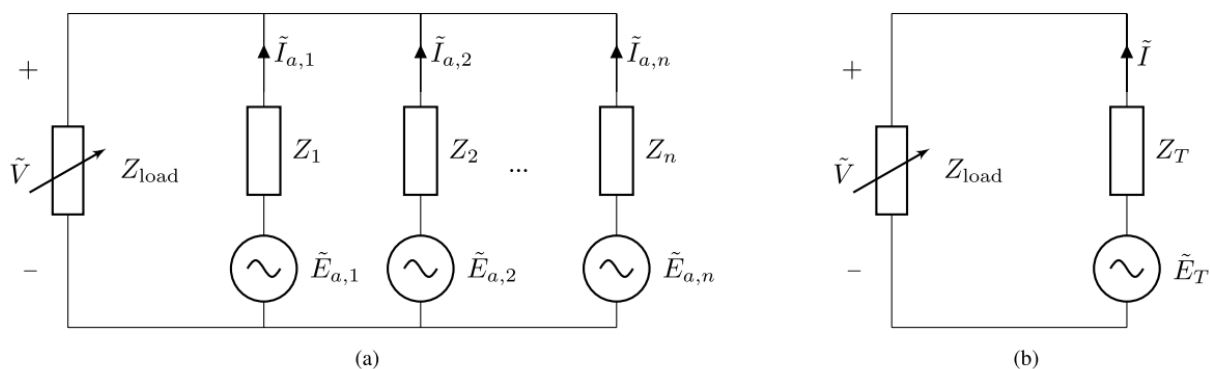 + Ĩ_{a,1} Ĩ_{a,2} Ĩ_{a,n} + Ĩ
Ṽ Z_load Z_1 Z_2 ... Z_n Ṽ Z_load Z_T
− Ẽ_{a,1} Ẽ_{a,2} Ẽ_{a,n} − Ẽ_T
(a) (b)